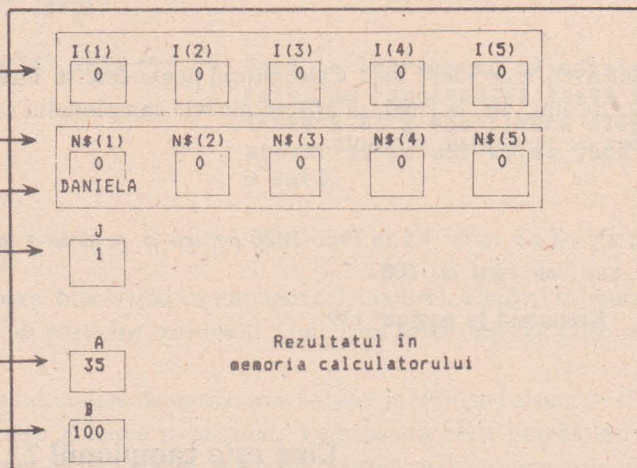 I(1) I(2) I(3) I(4) I(5)
0 0 0 0 0
N$(1) N$(2) N$(3) N$(4) N$(5)
0 0 0 0 0
DANIELA
J
1
A
35
Rezultatul în
memoria calculatorului
B
100